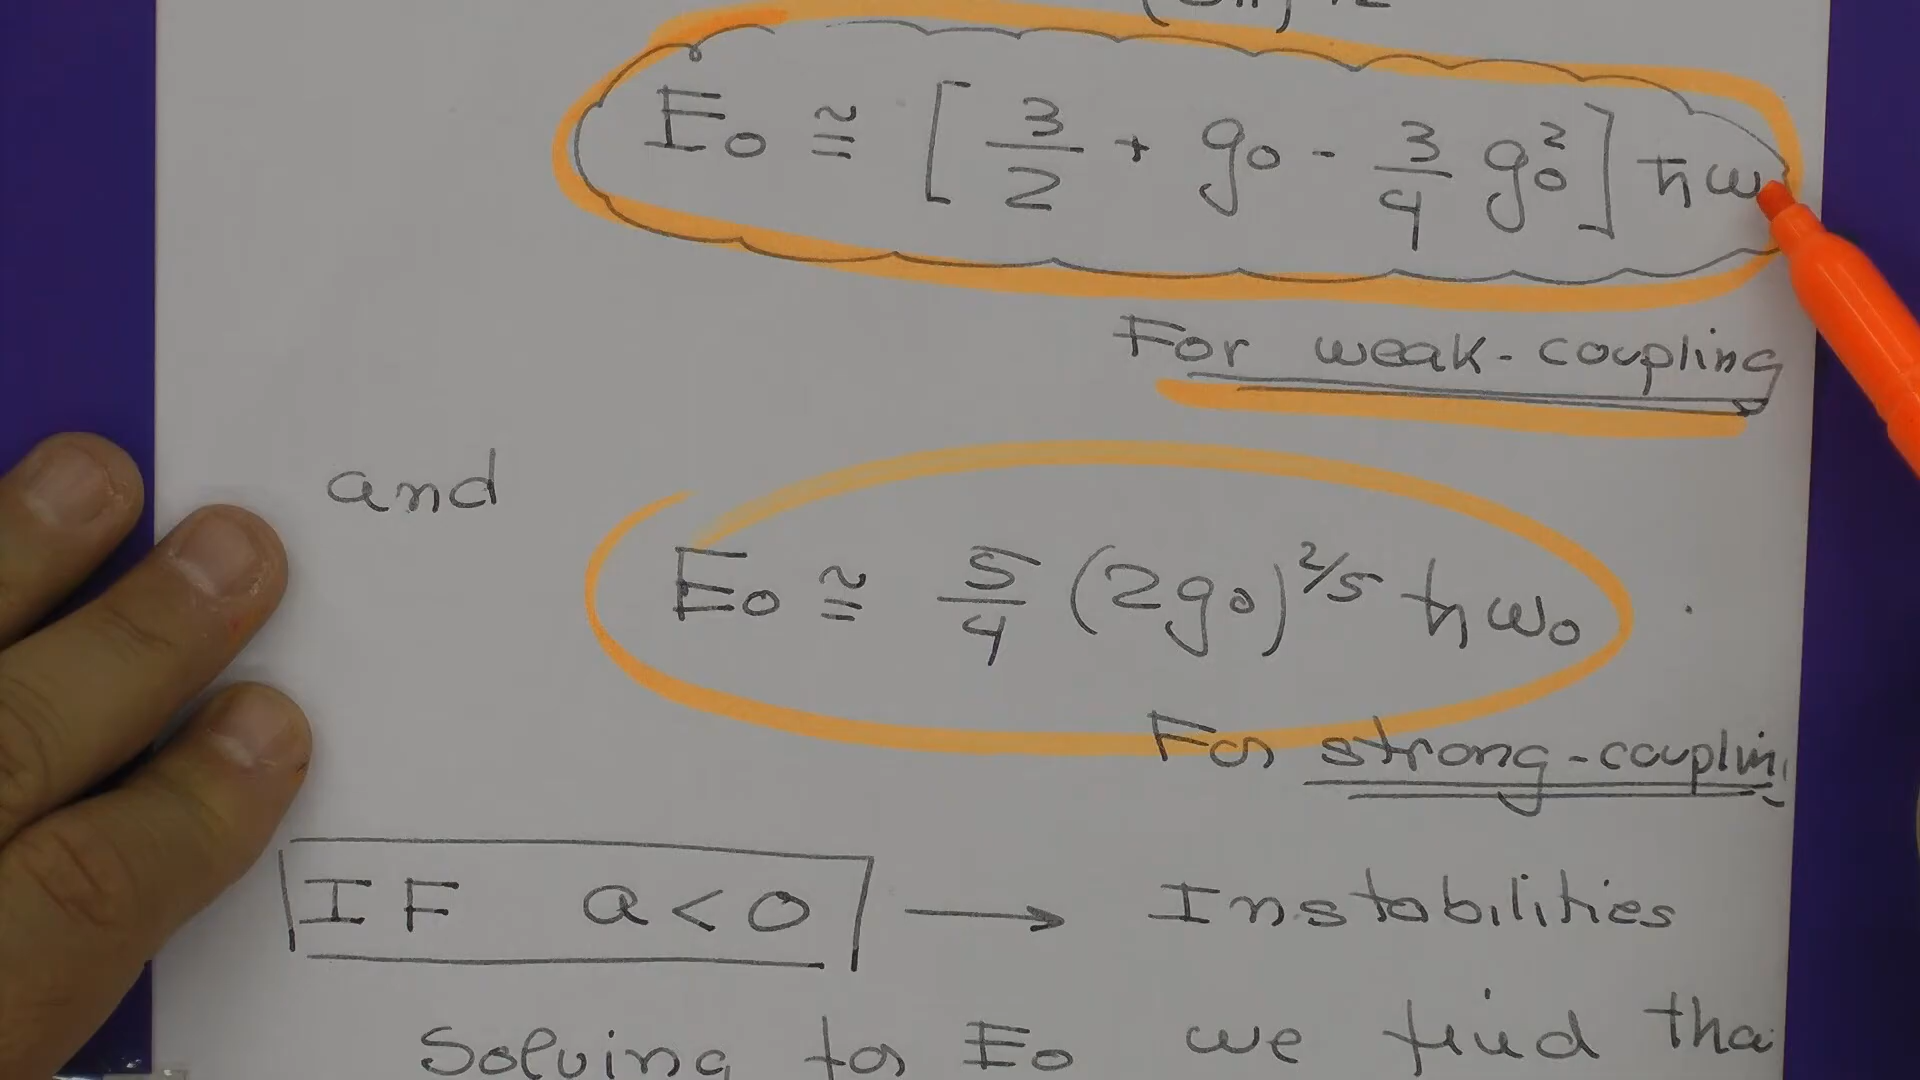 E₀ ≅ [ 3/2 + g₀ - 3/4 g₀² ] ħω
For weak-coupling
and
E₀ ≅ 5/4 (2g₀)^2/5 ħω₀
For strong-couplin
IF a<0 → Instabilities
Solving for E₀ we find tha